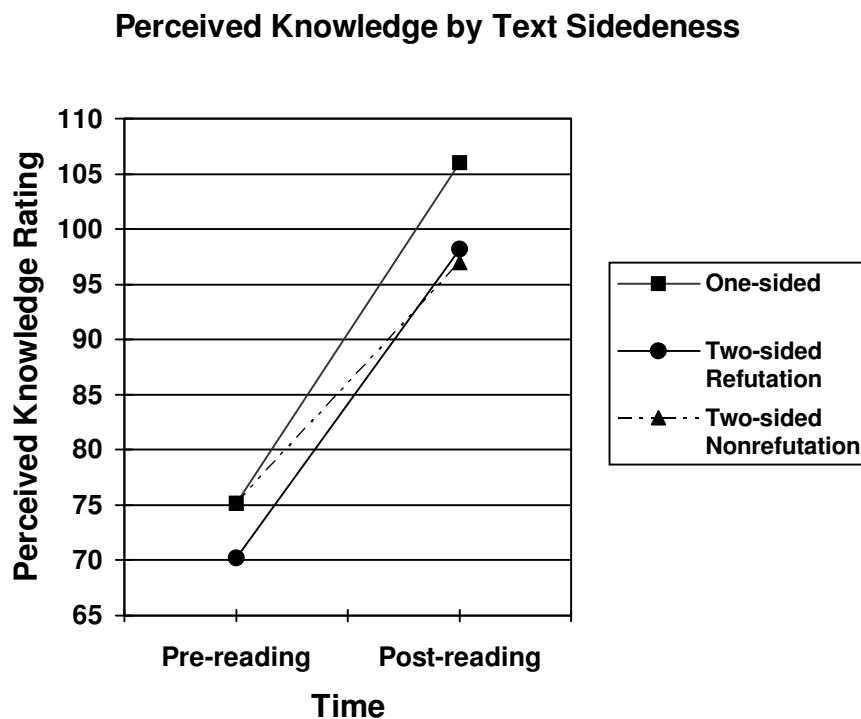 Perceived Knowledge by Text Sidedeness
110
105
100
95
90
85
80
75
70
65
Perceived Knowledge Rating
Pre-reading
Post-reading
Time
One-sided
Two-sided
Refutation
Two-sided
Nonrefutation